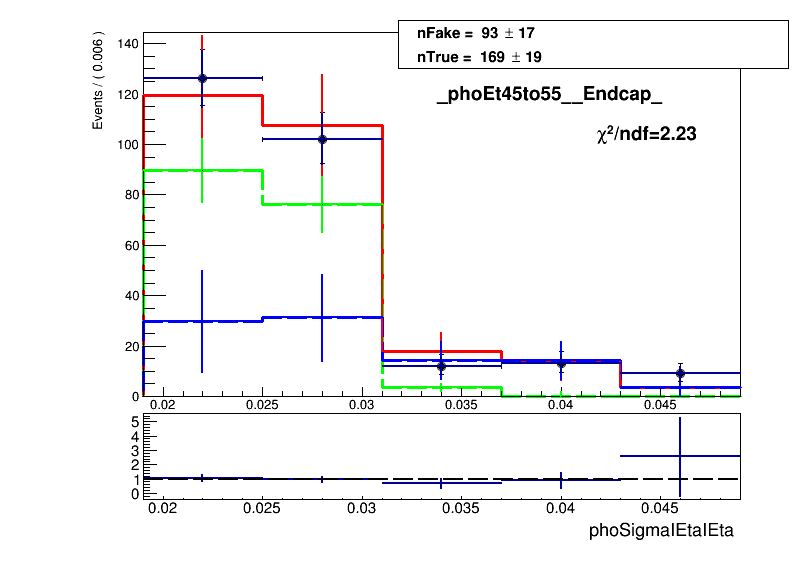 nFake = 93 ± 17
nTrue = 169 ± 19
Events / ( 0.006 )
_phoEt45to55__Endcap_
χ²/ndf=2.23
140
120
100
80
60
40
20
0
0.02 0.025 0.03 0.035 0.04 0.045
5
4
3
2
1
0
0.02 0.025 0.03 0.035 0.04 0.045
phoSigmaIEtaIEta